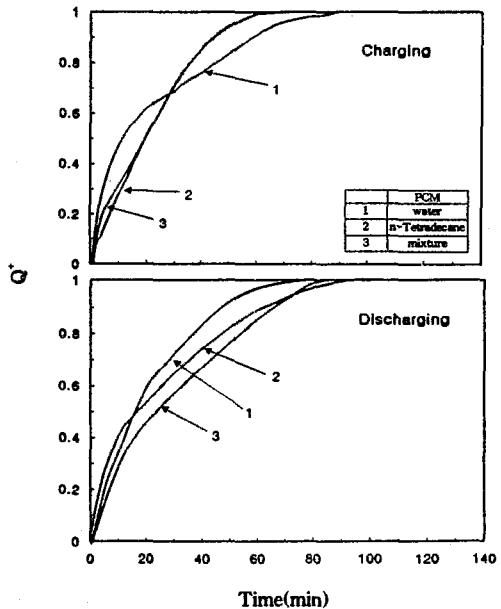 1
0.8
0.6
0.4
0.2
0
Charging
1
2
3
PCM
1 water
2 n-Tetradecane
3 mixture
Q+
1
0.8
0.6
0.4
0.2
0
Discharging
2
1
3
0 20 40 60 80 100 120 140
Time(min)